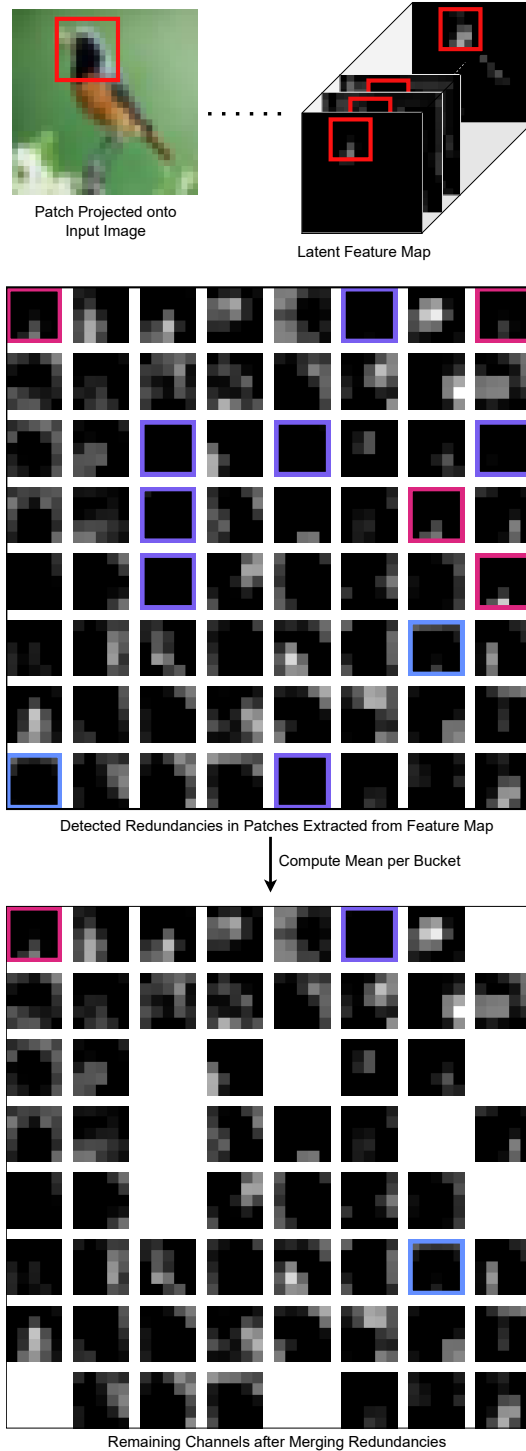 Patch Projected onto
Input Image
Latent Feature Map
Detected Redundancies in Patches Extracted from Feature Map
Compute Mean per Bucket
Remaining Channels after Merging Redundancies